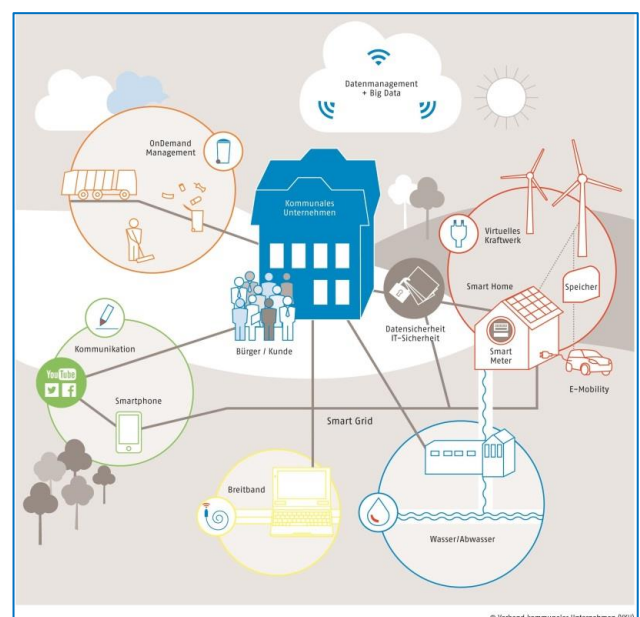 Datenmanagement
+ Big Data
OnDemand
Management
Kommunales
Unternehmen
Virtuelles
Kraftwerk
Smart Home
Speicher
Datensicherheit
IT-Sicherheit
Smart
Meter
E-Mobility
Bürger / Kunde
Kommunikation
You Tube
Smartphone
Smart Grid
Breitband
Wasser/Abwasser
© Verband kommunaler Unternehmen (VKU)